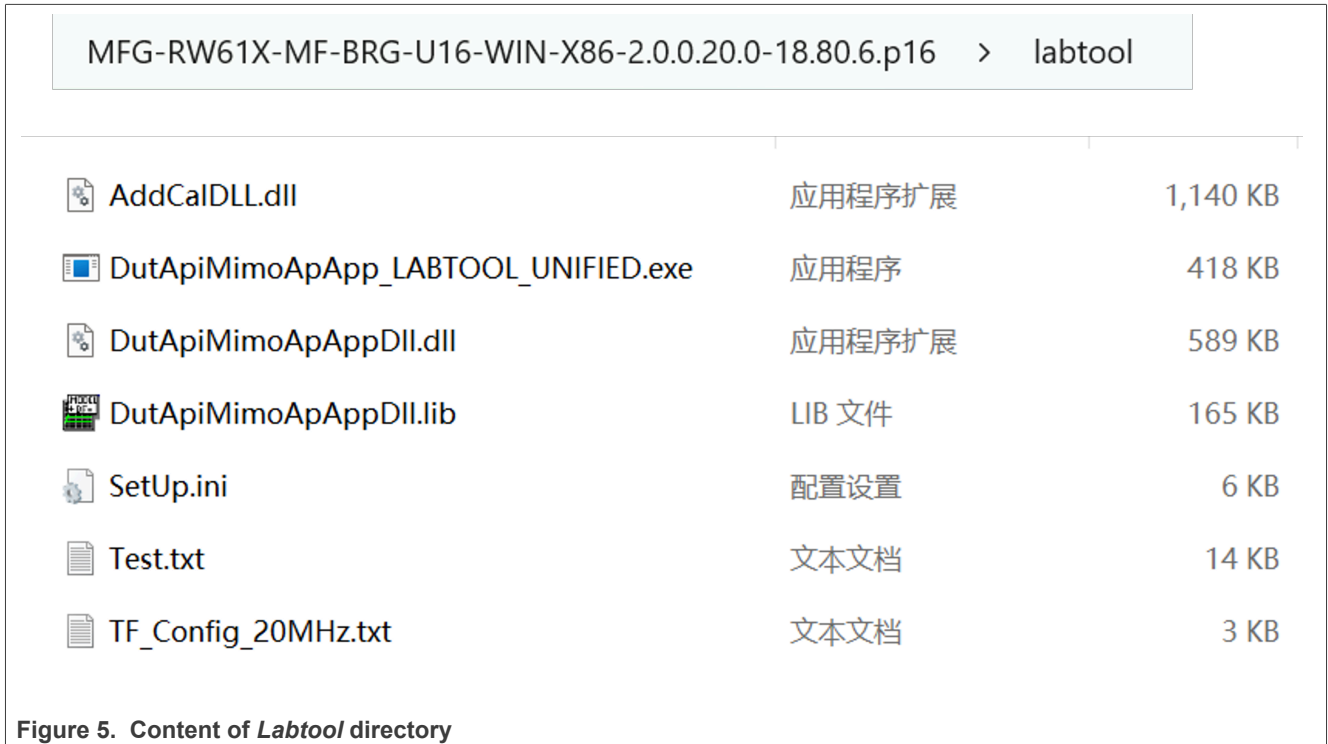 MFG-RW61X-MF-BRG-U16-WIN-X86-2.0.0.20.0-18.80.6.p16 > labtool
AddCalDLL.dll 应用程序扩展 1,140 KB
DutApiMimoApApp_LABTOOL_UNIFIED.exe 应用程序 418 KB
DutApiMimoApAppDll.dll 应用程序扩展 589 KB
DutApiMimoApAppDll.lib LIB 文件 165 KB
SetUp.ini 配置设置 6 KB
Test.txt 文本文档 14 KB
TF_Config_20MHz.txt 文本文档 3 KB
Figure 5. Content of Labtool directory